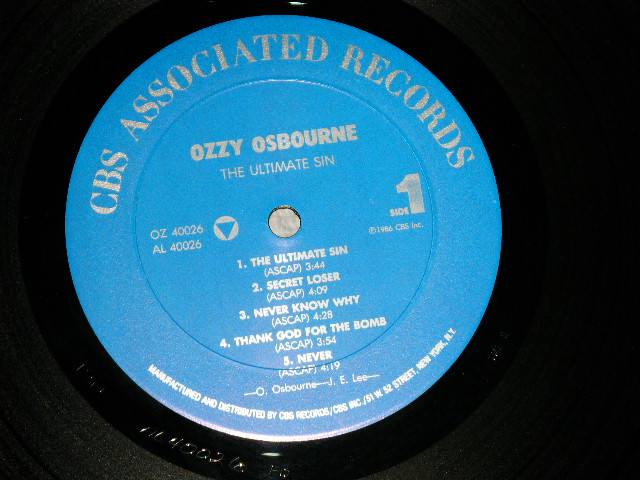 CBS ASSOCIATED RECORDS
OZZY OSBOURNE
THE ULTIMATE SIN
OZ 40026
AL 40026
SIDE 1
℗1986 CBS Inc.
1. THE ULTIMATE SIN
(ASCAP) 3:44
2. SECRET LOSER
(ASCAP) 4:09
3. NEVER KNOW WHY
(ASCAP) 4:28
4. THANK GOD FOR THE BOMB
(ASCAP) 3:54
5. NEVER
(ASCAP) 4:19
—O. Osbourne—J. E. Lee—
MANUFACTURED AND DISTRIBUTED BY CBS RECORDS/CBS INC./51 W. 52 STREET, NEW YORK, N.Y.